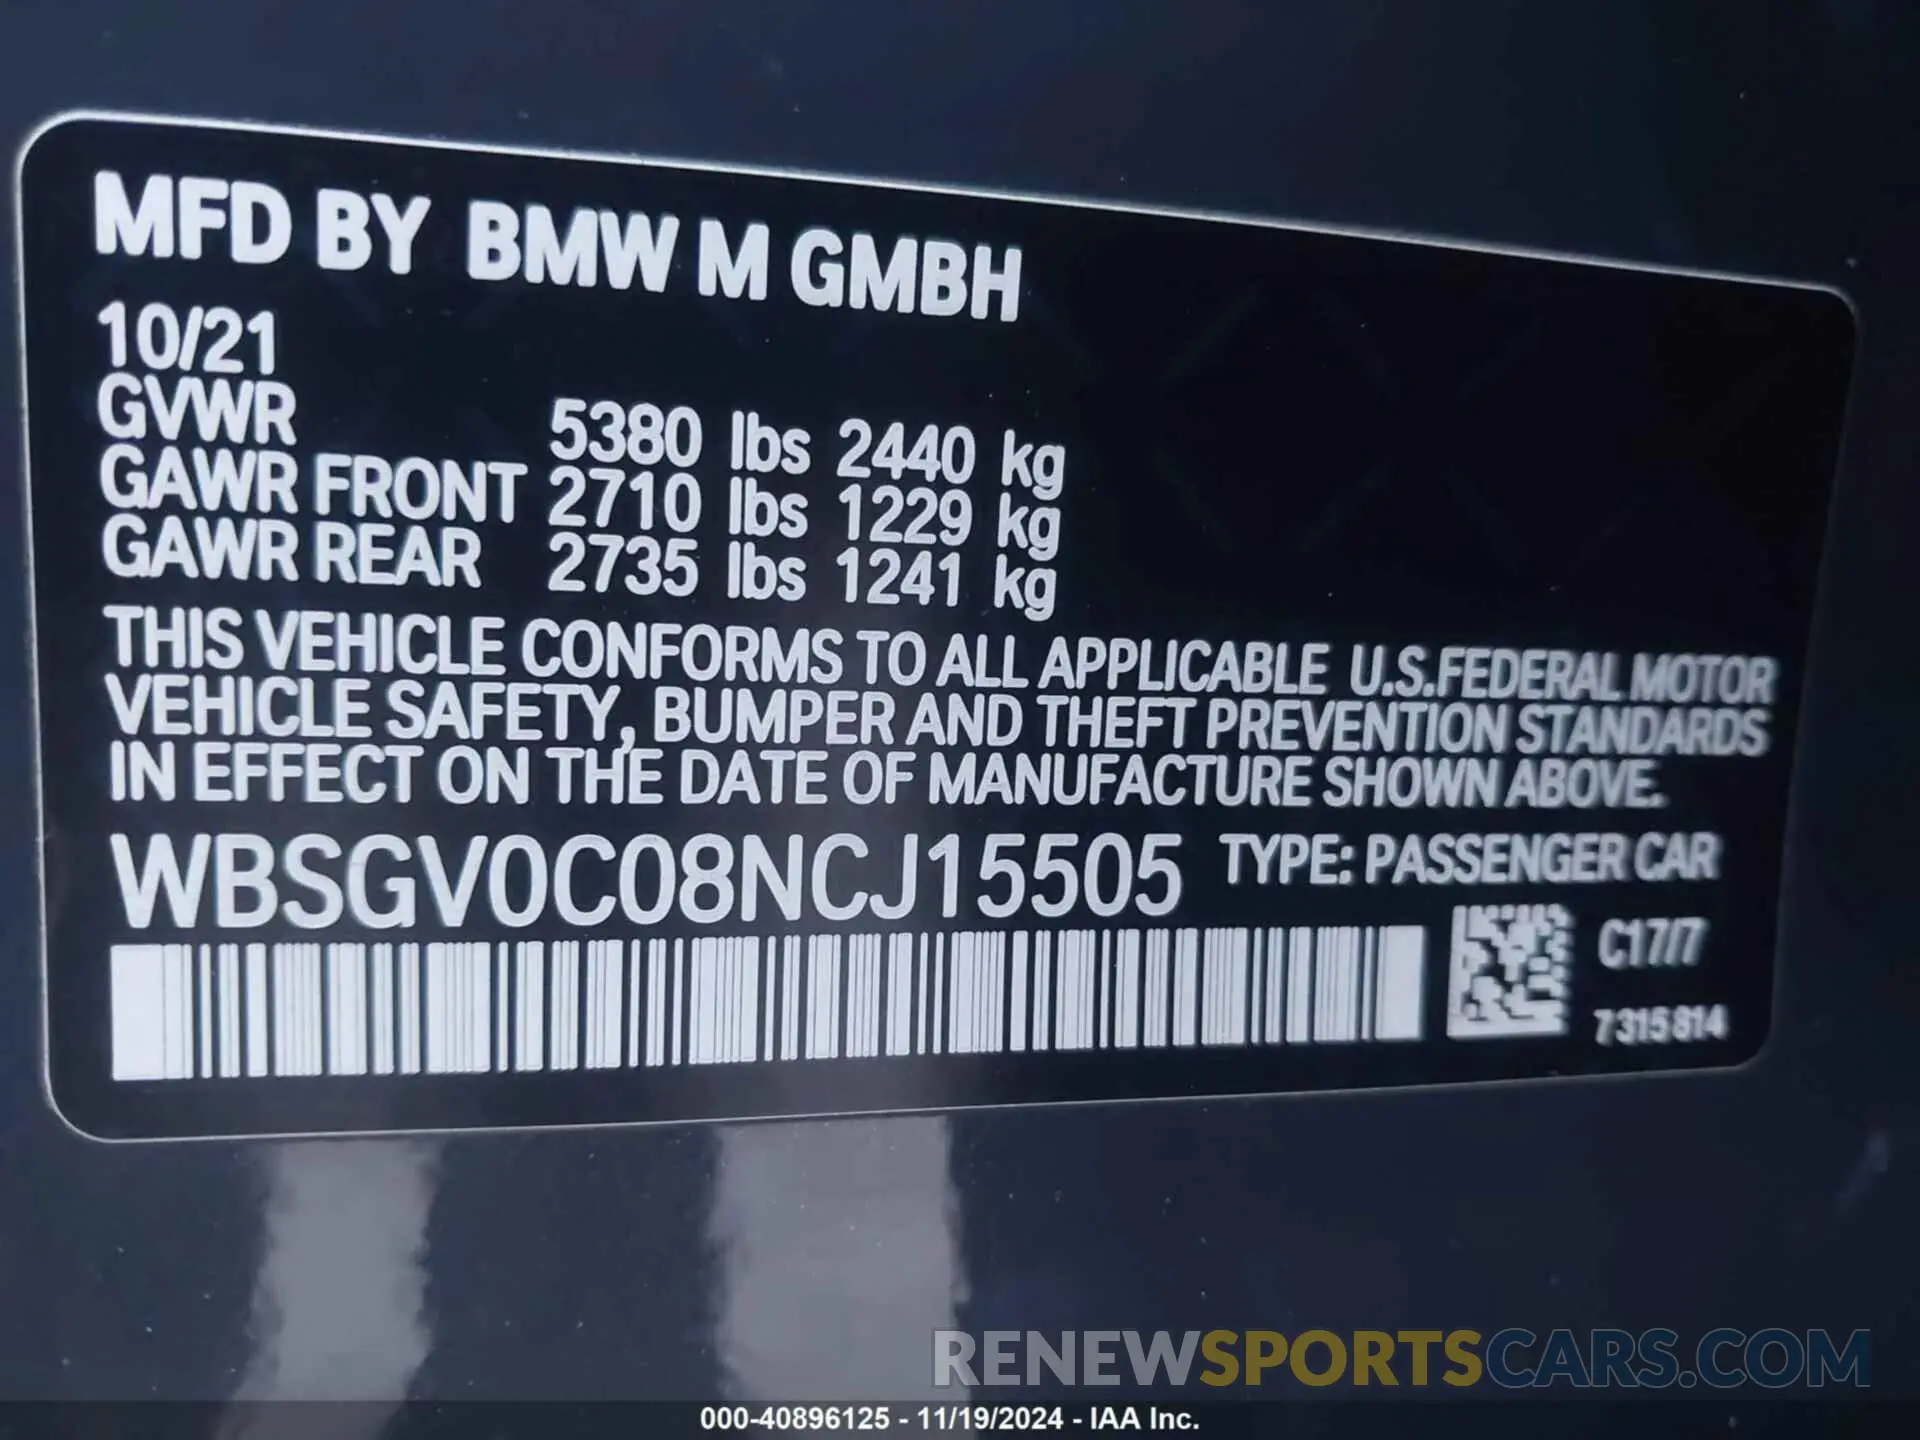 MFD BY BMW M GMBH
10/21
GVWR 5380 lbs 2440 kg
GAWR FRONT 2710 lbs 1229 kg
GAWR REAR 2735 lbs 1241 kg
THIS VEHICLE CONFORMS TO ALL APPLICABLE U.S.FEDERAL MOTOR
VEHICLE SAFETY, BUMPER AND THEFT PREVENTION STANDARDS
IN EFFECT ON THE DATE OF MANUFACTURE SHOWN ABOVE.
WBSGV0C08NCJ15505 TYPE: PASSENGER CAR
C17/7
7315814
RENEWSPORTSCARS.COM
000-40896125 - 11/19/2024 - IAA Inc.